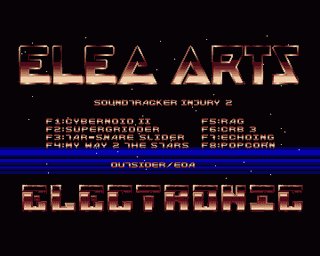 ELEC ARTS
SOUNDTRACKER INJURY 2
F1:CYBERNOID II F5:RAG
F2:SUPERGRIDDER F6:CRB 3
F3:TAR-SNARE SLIDER F7:ECHOING
F4:MY WAY 2 THE STARS F8:POPCORN
OUTSIDER/EOA
ELECTRONIC